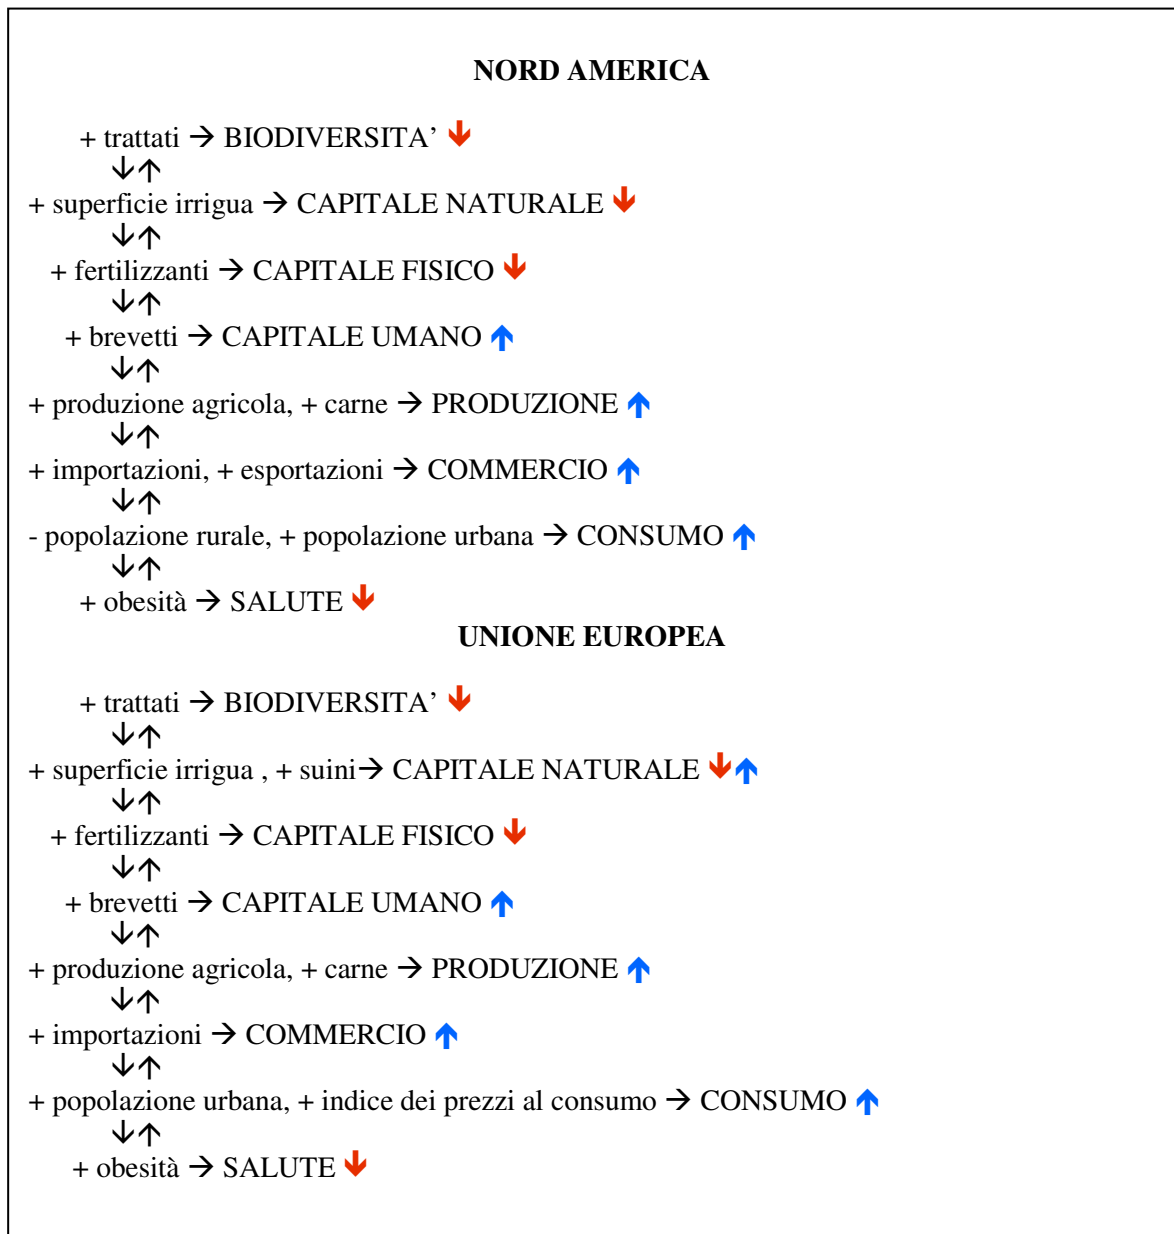 NORD AMERICA
+ trattati → BIODIVERSITA’ ↓
↓↑
+ superficie irrigua → CAPITALE NATURALE ↓
↓↑
+ fertilizzanti → CAPITALE FISICO ↓
↓↑
+ brevetti → CAPITALE UMANO ↑
↓↑
+ produzione agricola, + carne → PRODUZIONE ↑
↓↑
+ importazioni, + esportazioni → COMMERCIO ↑
↓↑
- popolazione rurale, + popolazione urbana → CONSUMO ↑
↓↑
+ obesità → SALUTE ↓
UNIONE EUROPEA
+ trattati → BIODIVERSITA’ ↓
↓↑
+ superficie irrigua , + suini→ CAPITALE NATURALE ↓↑
↓↑
+ fertilizzanti → CAPITALE FISICO ↓
↓↑
+ brevetti → CAPITALE UMANO ↑
↓↑
+ produzione agricola, + carne → PRODUZIONE ↑
↓↑
+ importazioni → COMMERCIO ↑
↓↑
+ popolazione urbana, + indice dei prezzi al consumo → CONSUMO ↑
↓↑
+ obesità → SALUTE ↓